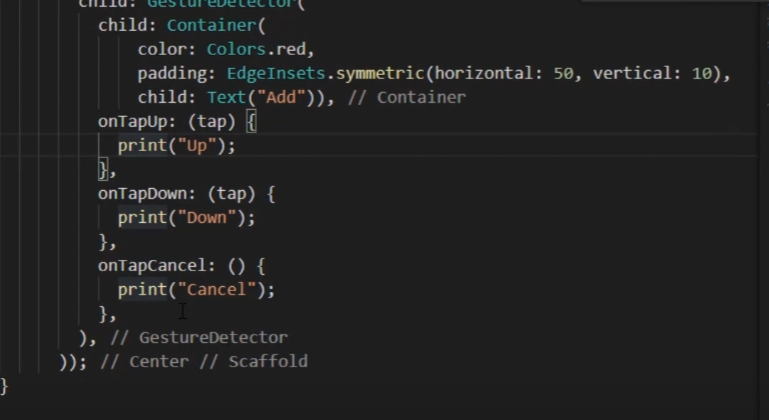 child: GestureDetector(
child: Container(
color: Colors.red,
padding: EdgeInsets.symmetric(horizontal: 50, vertical: 10),
child: Text("Add")), // Container
onTapUp: (tap) {
print("Up");
},
onTapDown: (tap) {
print("Down");
},
onTapCancel: () {
print("Cancel");
},
), // GestureDetector
)); // Center // Scaffold
}